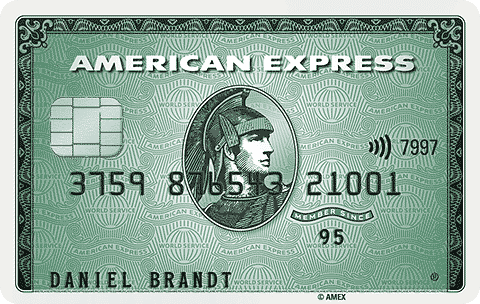 AMERICAN EXPRESS
7997
3759 876543 21001
MEMBER SINCE
95
DANIEL BRANDT
®
© AMEX